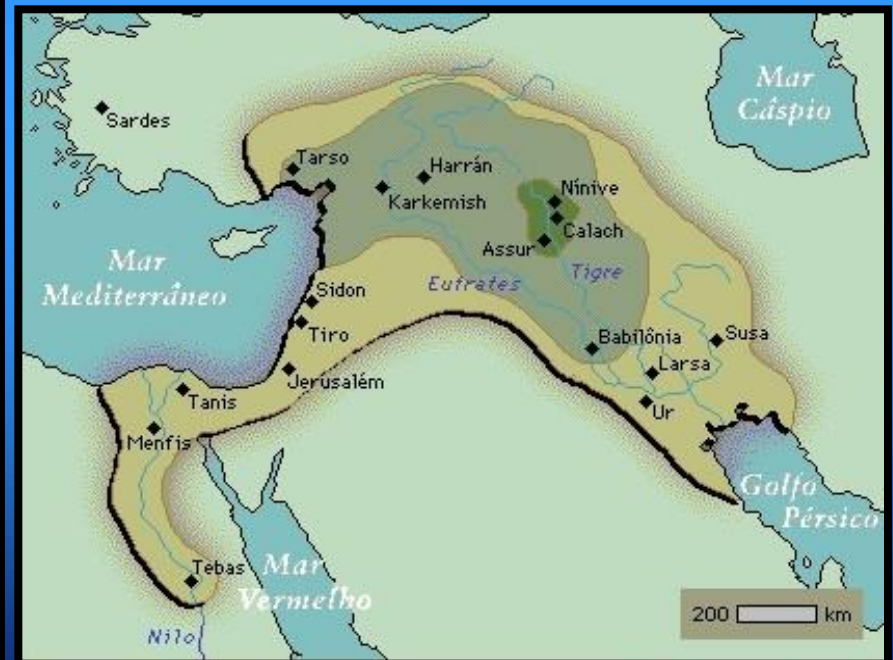 Mar
Cáspio
Sardes
Tarso
Harrán
Nínive
Karkemish
Calach
Assur
Mar
Mediterrâneo
Sidon
Eufrates
Tigre
Tiro
Babilônia
Susa
Larsa
Jerusalém
Tanis
Ur
Menfis
Golfo
Pérsico
Mar
Vermelho
Tebas
200 km
Nilo